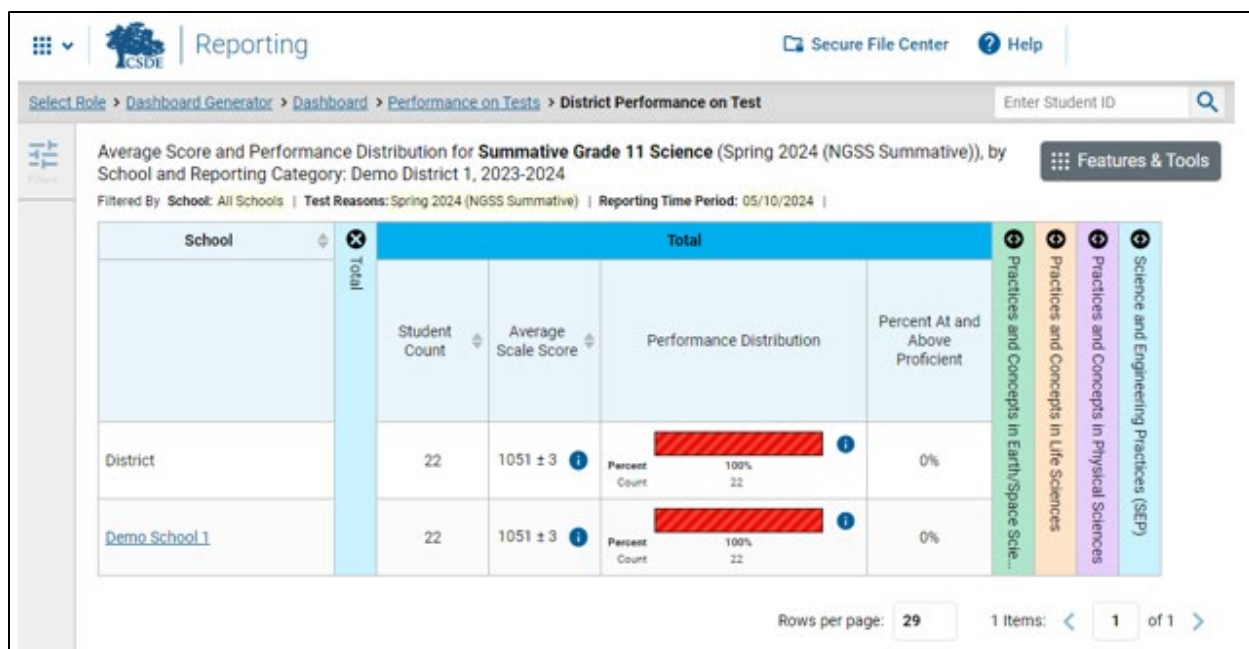 CSDE
Reporting
Secure File Center
Help
Select Role > Dashboard Generator > Dashboard > Performance on Tests > District Performance on Test
Enter Student ID
Filters
Average Score and Performance Distribution for Summative Grade 11 Science (Spring 2024 (NGSS Summative)), by
School and Reporting Category: Demo District 1, 2023-2024
Features & Tools
Filtered By School: All Schools | Test Reasons: Spring 2024 (NGSS Summative) | Reporting Time Period: 05/10/2024 |
School
Total
Total
Student
Count
Average
Scale Score
Performance Distribution
Percent At and
Above
Proficient
Practices and Concepts in Earth/Space Scie...
Practices and Concepts in Life Sciences
Practices and Concepts in Physical Sciences
Science and Engineering Practices (SEP)
District
22
1051 ± 3
Percent 100%
Count 22
0%
Demo School 1
22
1051 ± 3
Percent 100%
Count 22
0%
Rows per page: 29 1 Items: < 1 of 1 >